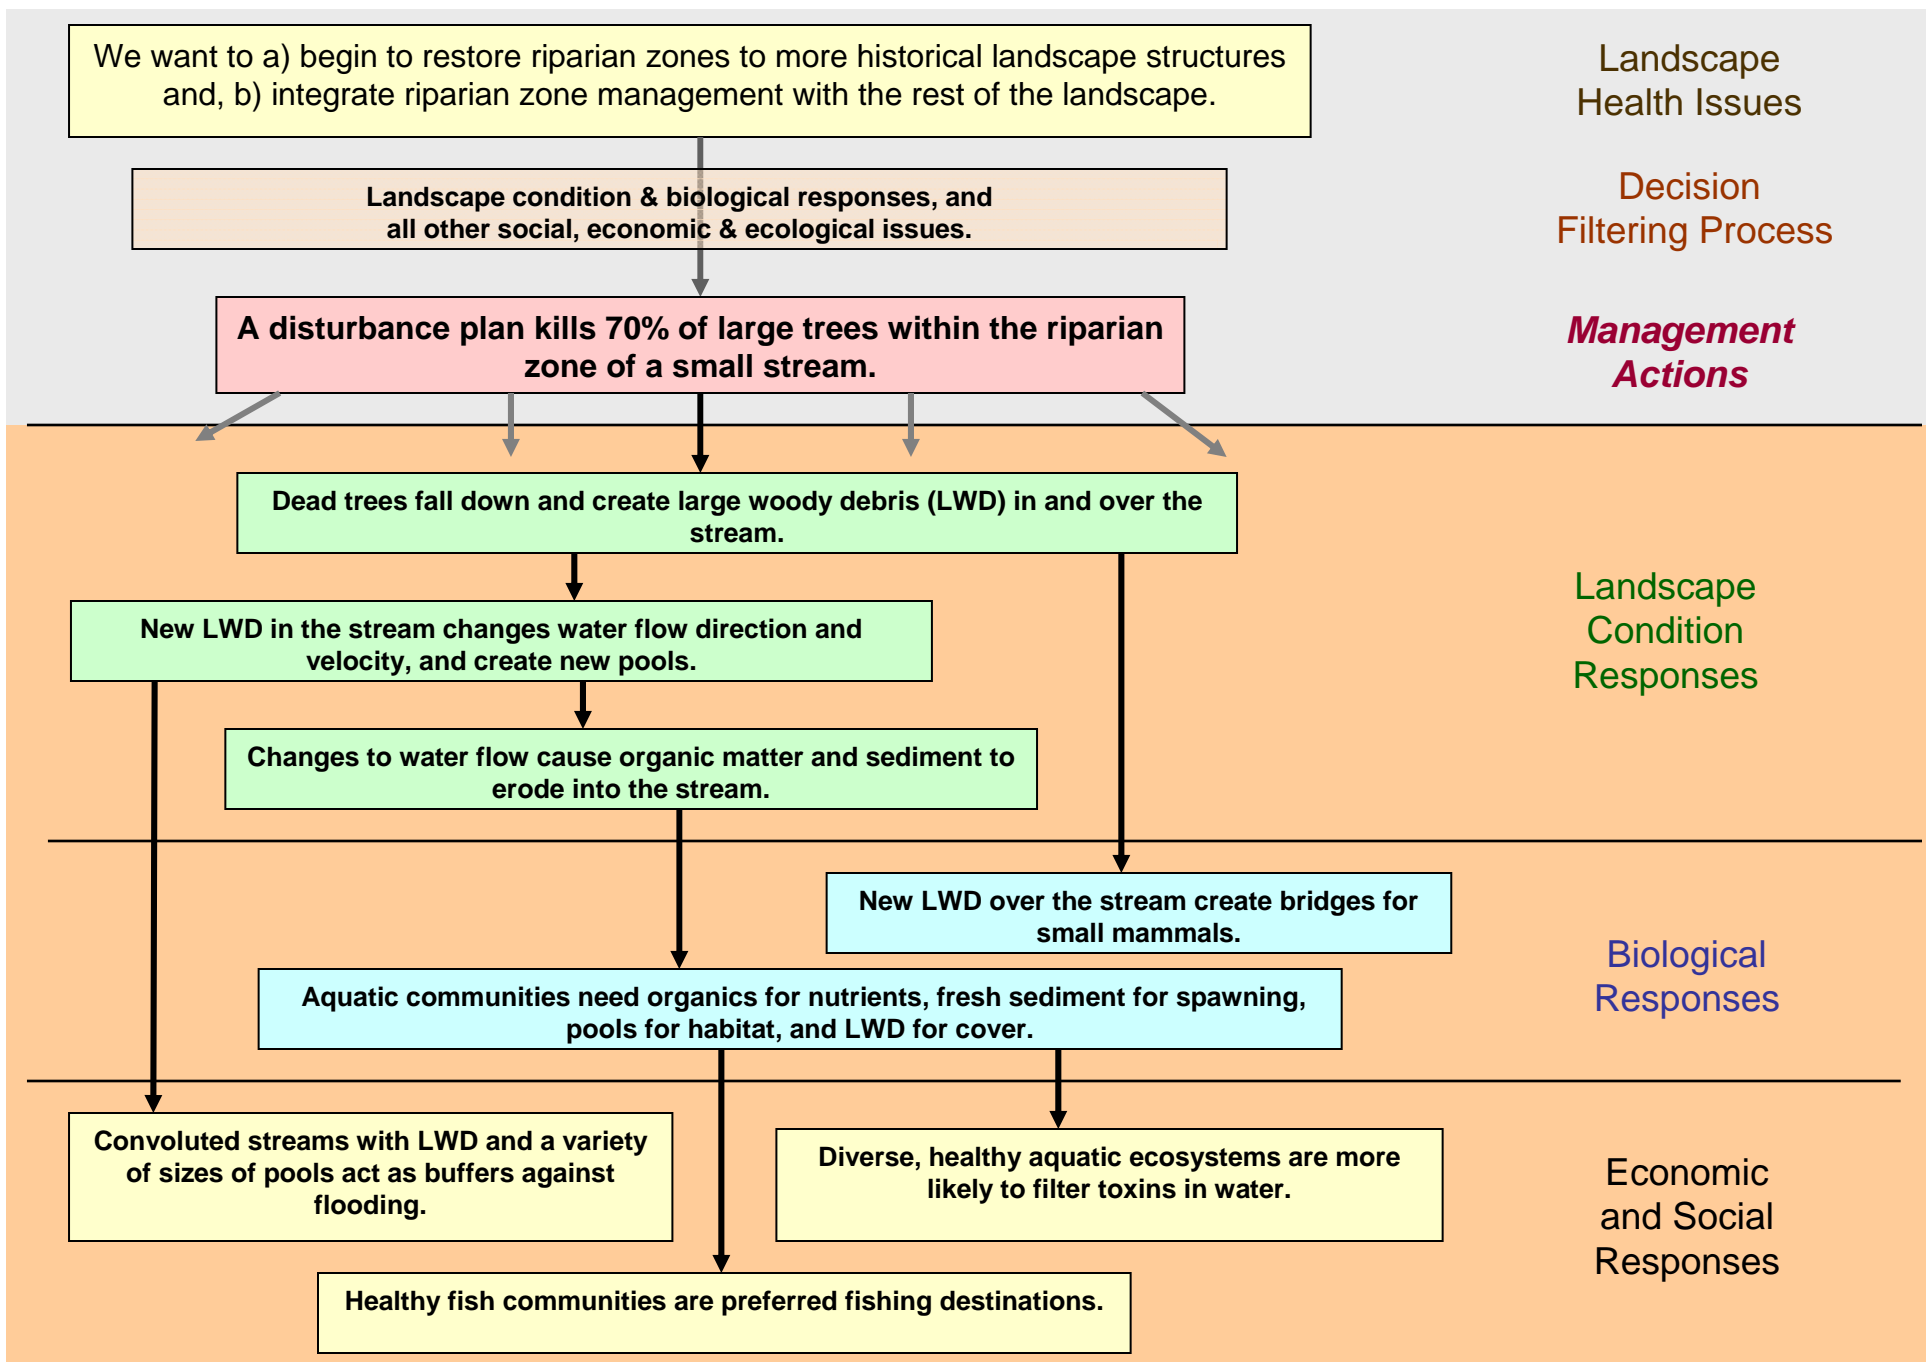 We want to a) begin to restore riparian zones to more historical landscape structures
and, b) integrate riparian zone management with the rest of the landscape.
Landscape
Health Issues
Landscape condition & biological responses, and
all other social, economic & ecological issues.
Decision
Filtering Process
A disturbance plan kills 70% of large trees within the riparian
zone of a small stream.
Management
Actions
Dead trees fall down and create large woody debris (LWD) in and over the
stream.
New LWD in the stream changes water flow direction and
velocity, and create new pools.
Changes to water flow cause organic matter and sediment to
erode into the stream.
Landscape
Condition
Responses
New LWD over the stream create bridges for
small mammals.
Aquatic communities need organics for nutrients, fresh sediment for spawning,
pools for habitat, and LWD for cover.
Biological
Responses
Convoluted streams with LWD and a variety
of sizes of pools act as buffers against
flooding.
Diverse, healthy aquatic ecosystems are more
likely to filter toxins in water.
Healthy fish communities are preferred fishing destinations.
Economic
and Social
Responses